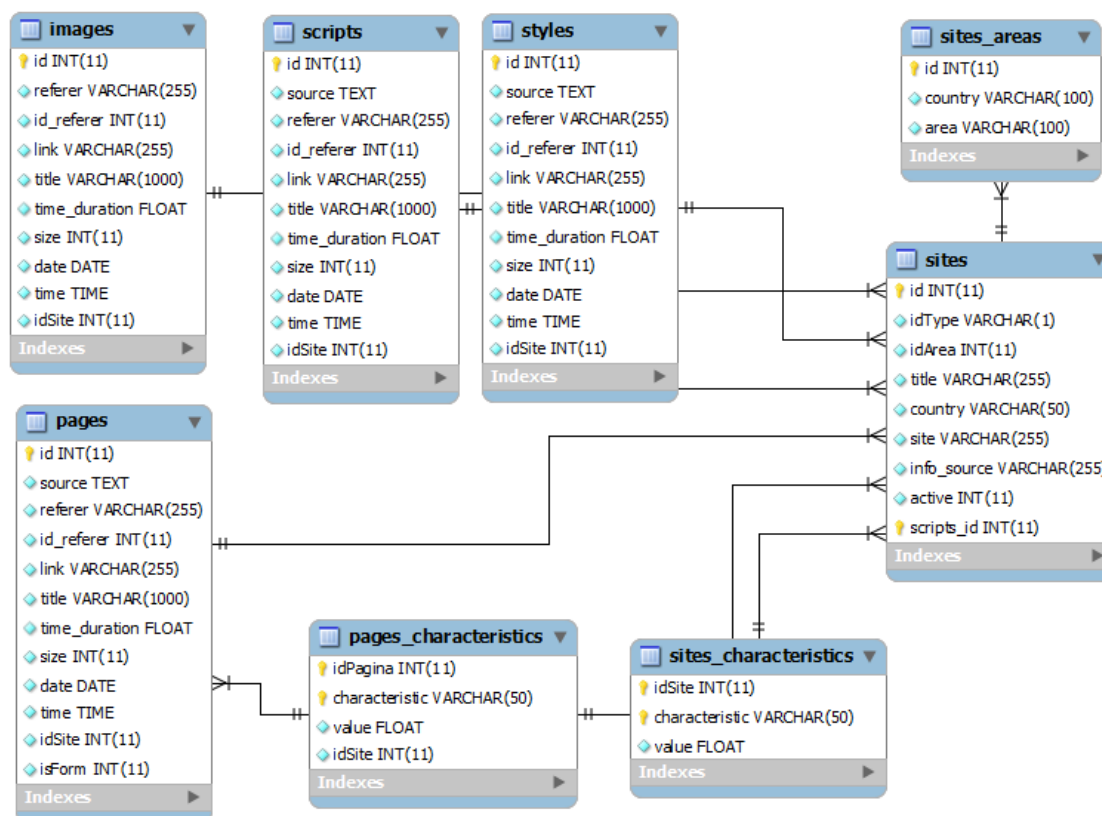 images
id INT(11)
referer VARCHAR(255)
id_referer INT(11)
link VARCHAR(255)
title VARCHAR(1000)
time_duration FLOAT
size INT(11)
date DATE
time TIME
idSite INT(11)
Indexes
scripts
id INT(11)
source TEXT
referer VARCHAR(255)
id_referer INT(11)
link VARCHAR(255)
title VARCHAR(1000)
time_duration FLOAT
size INT(11)
date DATE
time TIME
idSite INT(11)
Indexes
styles
id INT(11)
source TEXT
referer VARCHAR(255)
id_referer INT(11)
link VARCHAR(255)
title VARCHAR(1000)
time_duration FLOAT
size INT(11)
date DATE
time TIME
idSite INT(11)
Indexes
sites_areas
id INT(11)
country VARCHAR(100)
area VARCHAR(100)
Indexes
sites
id INT(11)
idType VARCHAR(1)
idArea INT(11)
title VARCHAR(255)
country VARCHAR(50)
site VARCHAR(255)
info_source VARCHAR(255)
active INT(11)
scripts_id INT(11)
Indexes
pages
id INT(11)
source TEXT
referer VARCHAR(255)
id_referer INT(11)
link VARCHAR(255)
title VARCHAR(1000)
time_duration FLOAT
size INT(11)
date DATE
time TIME
idSite INT(11)
isForm INT(11)
Indexes
pages_characteristics
idPagina INT(11)
characteristic VARCHAR(50)
value FLOAT
idSite INT(11)
Indexes
sites_characteristics
idSite INT(11)
characteristic VARCHAR(50)
value FLOAT
Indexes